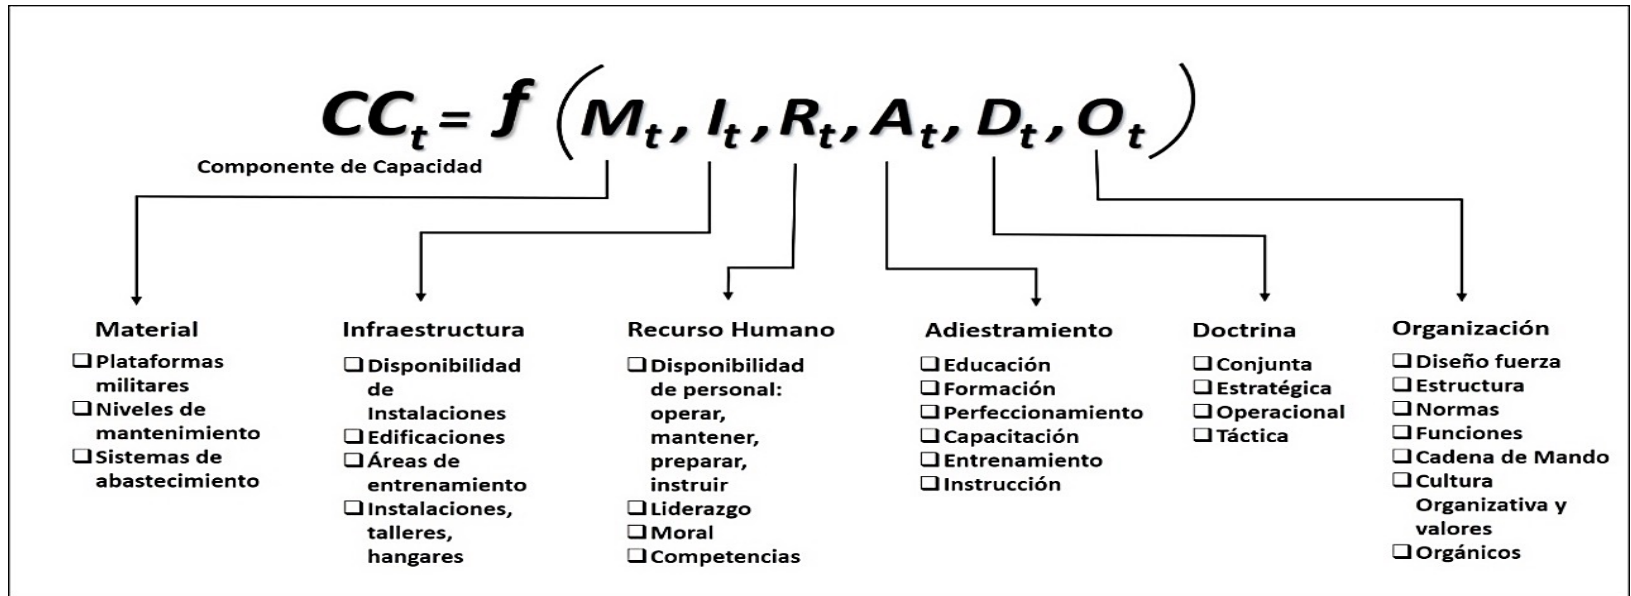 CCt = f (Mt, It, Rt, At, Dt, Ot)
Componente de Capacidad
Material
❑Plataformas
militares
❑Niveles de
mantenimiento
❑Sistemas de
abastecimiento
Infraestructura
❑Disponibilidad
de
Instalaciones
❑Edificaciones
❑Áreas de
entrenamiento
❑Instalaciones,
talleres,
hangares
Recurso Humano
❑Disponibilidad
de personal:
operar,
mantener,
preparar,
instruir
❑Liderazgo
❑Moral
❑Competencias
Adiestramiento
❑Educación
❑Formación
❑Perfeccionamiento
❑Capacitación
❑Entrenamiento
❑Instrucción
Doctrina
❑Conjunta
❑Estratégica
❑Operacional
❑Táctica
Organización
❑Diseño fuerza
❑Estructura
❑Normas
❑Funciones
❑Cadena de Mando
❑Cultura
Organizativa y
valores
❑Orgánicos